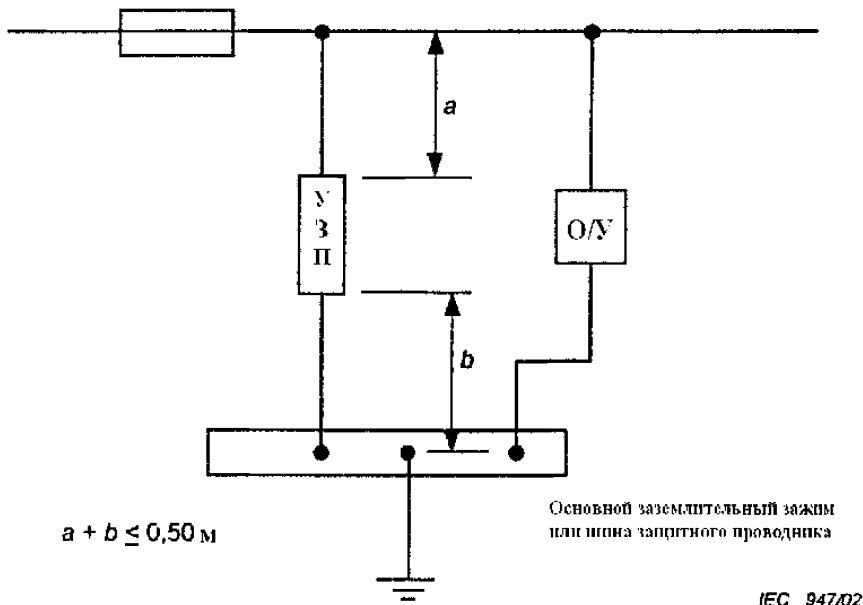 a
У
З
П
О/У
b
a + b ≤ 0,50 м
Основной заземлительный зажим
или шина защитного проводника
IEC 947/02